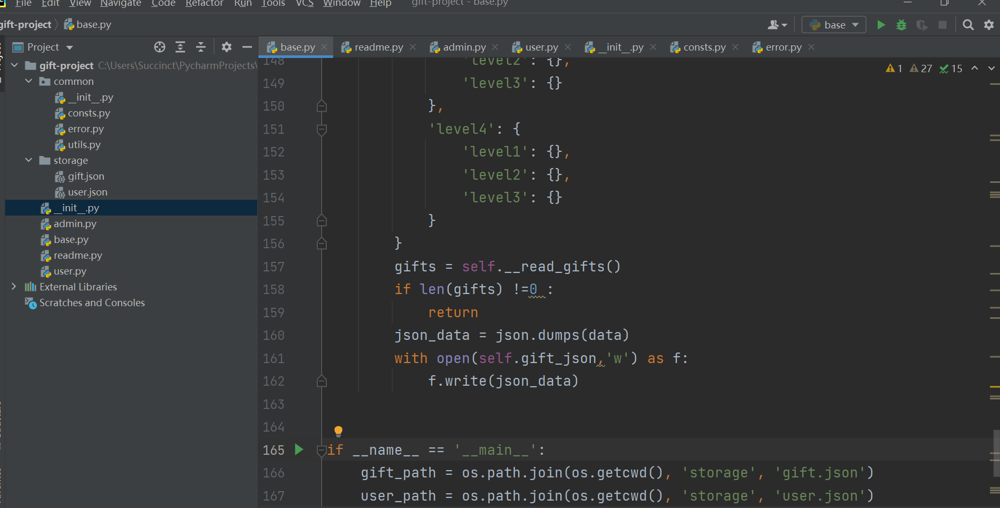 File Edit View Navigate Code Refactor Run Tools VCS Window Help gift-project - base.py
gift-project base.py
base
Project
base.py readme.py admin.py user.py __init__.py consts.py error.py
gift-project C:\Users\Succinct\PycharmProjects\
common
__init__.py
consts.py
error.py
utils.py
storage
gift.json
user.json
__init__.py
admin.py
base.py
readme.py
user.py
External Libraries
Scratches and Consoles
1 27 15
148 'level2': {},
149 'level3': {}
150 },
151 'level4': {
152 'level1': {},
153 'level2': {},
154 'level3': {}
155 }
156 }
157 gifts = self.__read_gifts()
158 if len(gifts) !=0 :
159 return
160 json_data = json.dumps(data)
161 with open(self.gift_json,'w') as f:
162 f.write(json_data)
163
164
165 if __name__ == '__main__':
166 gift_path = os.path.join(os.getcwd(), 'storage', 'gift.json')
167 user_path = os.path.join(os.getcwd(), 'storage', 'user.json')